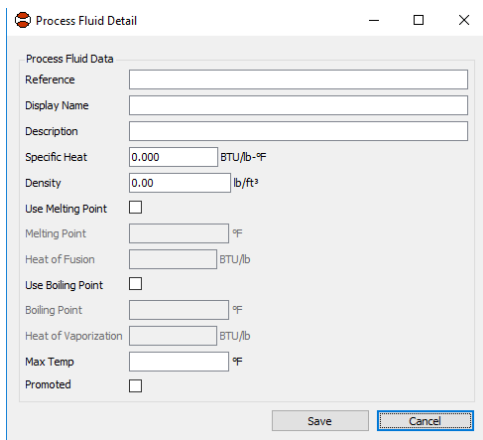 Process Fluid Detail
Process Fluid Data
Reference
Display Name
Description
Specific Heat 0.000 BTU/lb-ºF
Density 0.00 lb/ft³
Use Melting Point
Melting Point ºF
Heat of Fusion BTU/lb
Use Boiling Point
Boiling Point ºF
Heat of Vaporization BTU/lb
Max Temp ºF
Promoted
Save Cancel